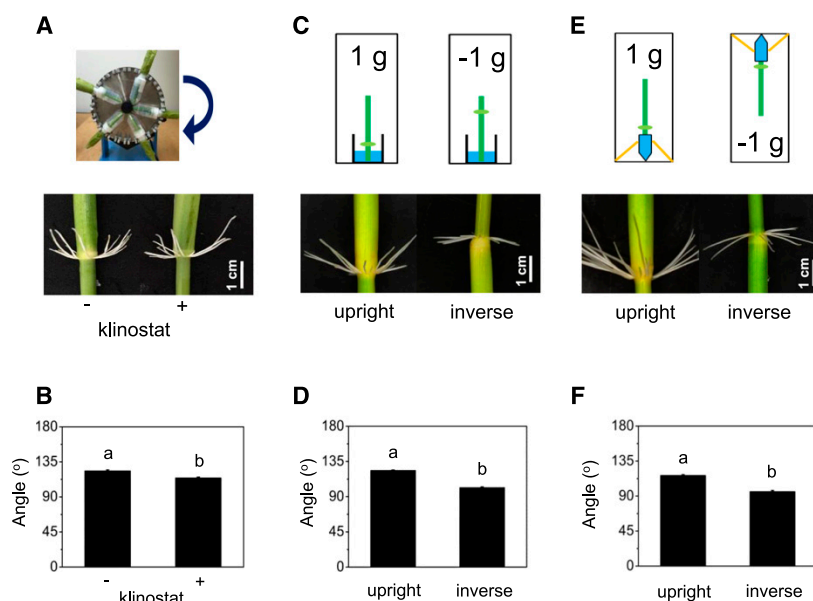 A
C
E
1 g
-1 g
1 g
-1 g
1 cm
1 cm
1 cm
- +
klinostat
upright inverse
upright inverse
B
D
F
Angle (º)
180
135
90
45
0
a
b
- +
klinostat
Angle (º)
180
135
90
45
0
a
b
upright inverse
Angle (º)
180
135
90
45
0
a
b
upright inverse